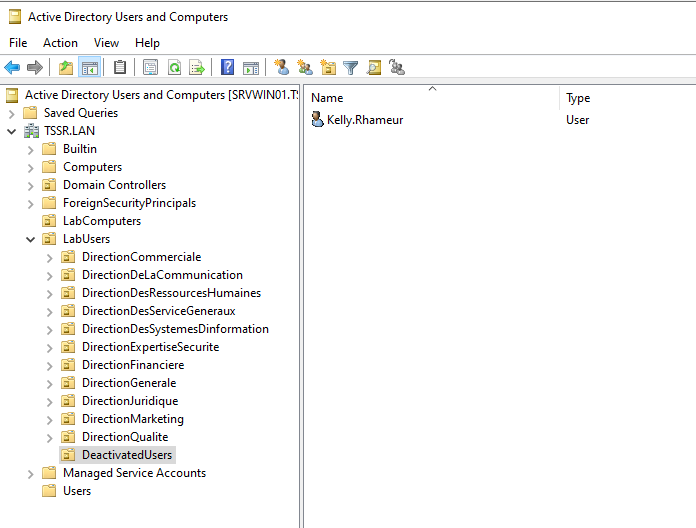 Active Directory Users and Computers
File Action View Help
Active Directory Users and Computers [SRVWIN01.TS
Saved Queries
TSSR.LAN
Builtin
Computers
Domain Controllers
ForeignSecurityPrincipals
LabComputers
LabUsers
DirectionCommerciale
DirectionDeLaCommunication
DirectionDesRessourcesHumaines
DirectionDesServiceGeneraux
DirectionDesSystemesDinformation
DirectionExpertiseSecurite
DirectionFinanciere
DirectionGenerale
DirectionJuridique
DirectionMarketing
DirectionQualite
DeactivatedUsers
Managed Service Accounts
Users
Name Type
Kelly.Rhameur User